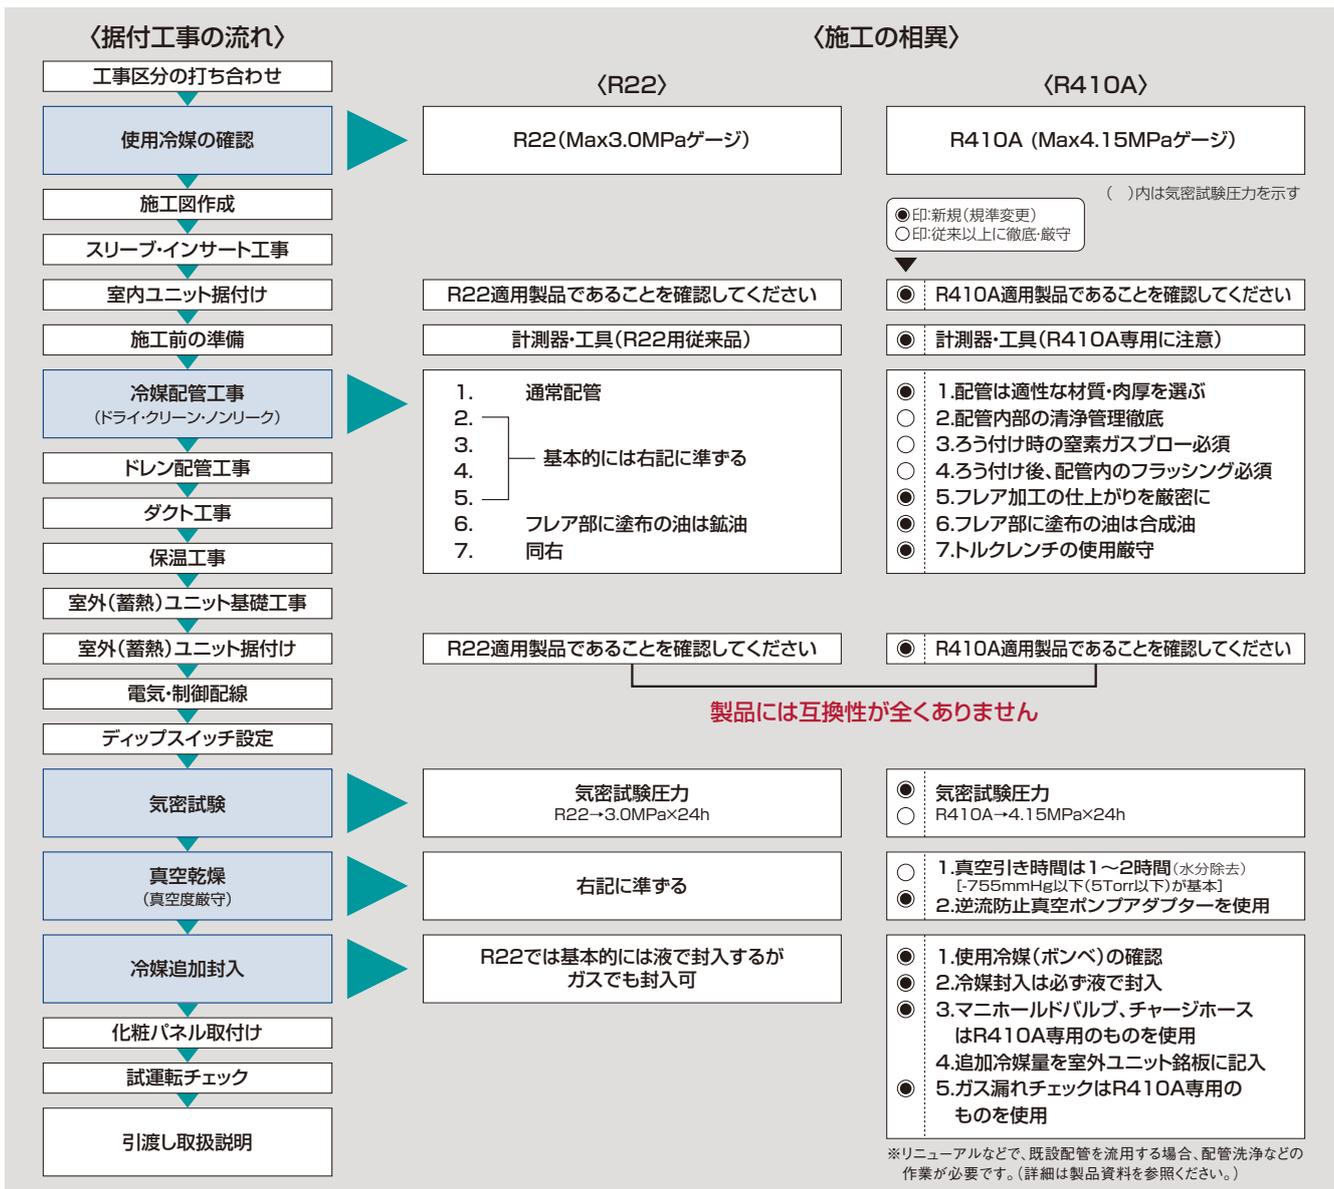 〈据付工事の流れ〉
〈施工の相異〉
工事区分の打ち合わせ
〈R22〉
〈R410A〉
使用冷媒の確認
R22(Max3.0MPaゲージ)
R410A (Max4.15MPaゲージ)
施工図作成
( )内は気密試験圧力を示す
◉印:新規(規準変更)
○印:従来以上に徹底・厳守
スリーブ・インサート工事
室内ユニット据付け
R22適用製品であることを確認してください
◉ R410A適用製品であることを確認してください
施工前の準備
計測器・工具(R22用従来品)
◉ 計測器・工具(R410A専用に注意)
冷媒配管工事
(ドライ・クリーン・ノンリーク)
1. 通常配管
2.
3.
基本的には右記に準ずる
4.
5.
6. フレア部に塗布の油は鉱油
7. 同右
◉ 1.配管は適性な材質・肉厚を選ぶ
○ 2.配管内部の清浄管理徹底
○ 3.ろう付け時の窒素ガスブロー必須
○ 4.ろう付け後、配管内のフラッシング必須
◉ 5.フレア加工の仕上がりを厳密に
◉ 6.フレア部に塗布の油は合成油
◉ 7.トルクレンチの使用厳守
ドレン配管工事
ダクト工事
保温工事
室外(蓄熱)ユニット基礎工事
室外(蓄熱)ユニット据付け
R22適用製品であることを確認してください
◉ R410A適用製品であることを確認してください
電気・制御配線
製品には互換性が全くありません
ディップスイッチ設定
気密試験
気密試験圧力
R22→3.0MPa×24h
◉ 気密試験圧力
○ R410A→4.15MPa×24h
真空乾燥
(真空度厳守)
右記に準ずる
○ 1.真空引き時間は1〜2時間(水分除去)
[-755mmHg以下(5Torr以下)が基本]
◉ 2.逆流防止真空ポンプアダプターを使用
冷媒追加封入
R22では基本的には液で封入するが
ガスでも封入可
◉ 1.使用冷媒(ボンベ)の確認
◉ 2.冷媒封入は必ず液で封入
◉ 3.マニホールドバルブ、チャージホース
はR410A専用のものを使用
4.追加冷媒量を室外ユニット銘板に記入
◉ 5.ガス漏れチェックはR410A専用の
ものを使用
化粧パネル取付け
試運転チェック
引渡し取扱説明
※リニューアルなどで、既設配管を流用する場合、配管洗浄などの
作業が必要です。(詳細は製品資料を参照ください。)